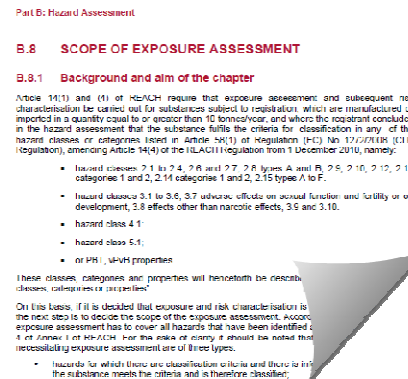 Part B: Hazard Assessment
B.8 SCOPE OF EXPOSURE ASSESSMENT
B.8.1 Background and aim of the chapter
Article 14(1) and (4) of REACH require that exposure assessment and subsequent
characterisation be carried out for substances subject to registration, which are manufactured
imported in a quantity equal to or greater than 10 tonnes/year, and where the registrant
in the hazard assessment that the substance fulfils the criteria for classification in any of
hazard classes or categories listed in Article 58(1) of Regulation (EC) No 1272/2008
Regulation), amending Article 14(4) of the REACH Regulation from 1 December 2010, namely:
▪ hazard classes 2.1 to 2.4, 2.6 and 2.7, 2.8 types A and B, 2.9, 2.10, 2.12,
categories 1 and 2, 2.14 categories 1 and 2, 2.15 types A to F.
▪ hazard classes 3.1 to 3.6, 3.7 adverse effects on sexual function and fertility or
development, 3.8 effects other than narcotic effects, 3.9 and 3.10.
▪ hazard class 4.1;
▪ hazard class 5.1;
▪ or PBT, vPvB properties
These classes, categories and properties will henceforth be
classes, categories or properties".
On this basis, if it is decided that exposure and risk characterisation is
the next step is to decide the scope of the exposure assessment.
exposure assessment has to cover all hazards that have been identified
4 of Annex I of REACH. For the sake of clarity it should be noted that
necessitating exposure assessment are of three types:
• hazards for which there are classification criteria and there is
the substance meets the criteria and is therefore classified;